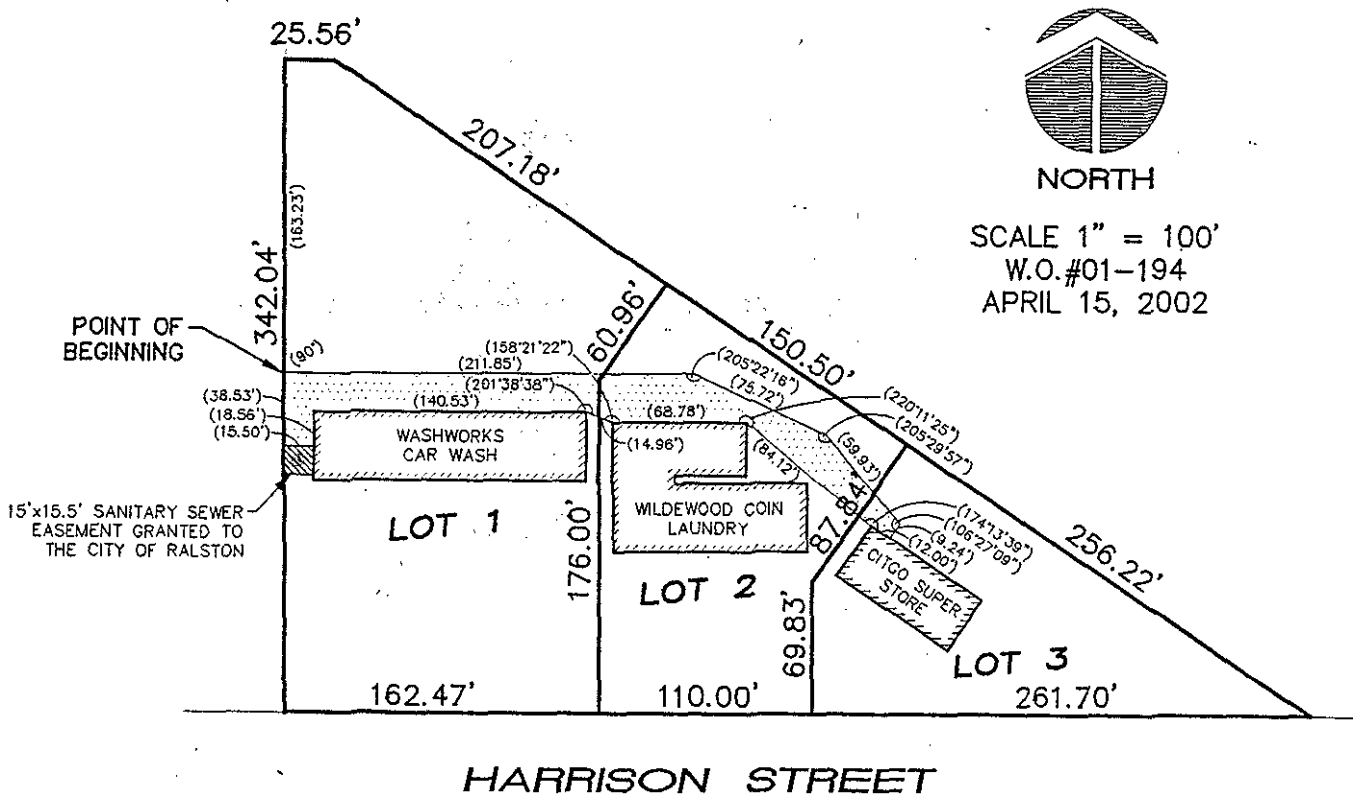 25.56'
207.18'
NORTH
SCALE 1" = 100'
W.O.#01-194
APRIL 15, 2002
(163.23')
342.04'
60.96'
150.50'
POINT OF
BEGINNING
(90°)
(158°21'22")
(211.85')
(201°38'38")
(205°22'16")
(75.72')
(220°11'25")
(205°29'57")
(38.53')
(18.56')
(15.50')
(140.53')
(68.78')
(14.96')
(84.12')
(59.93')
WASHWORKS
CAR WASH
WILDEWOOD COIN
LAUNDRY
87.84'
(174°13'39")
(106°27'09")
(9.24')
(12.00')
256.22'
15'x15.5' SANITARY SEWER
EASEMENT GRANTED TO
THE CITY OF RALSTON
LOT 1
176.00'
LOT 2
CITGO SUPER
STORE
69.83'
LOT 3
162.47'
110.00'
261.70'
HARRISON STREET